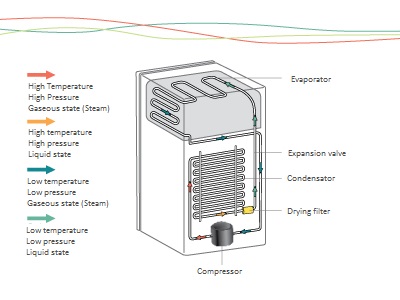 High Temperature
High Pressure
Gaseous state (Steam)
High temperature
High pressure
Liquid state
Low temperature
Low pressure
Gaseous state (Steam)
Low temperature
Low pressure
Liquid state
Evaporator
Expansion valve
Condensator
Drying filter
Compressor